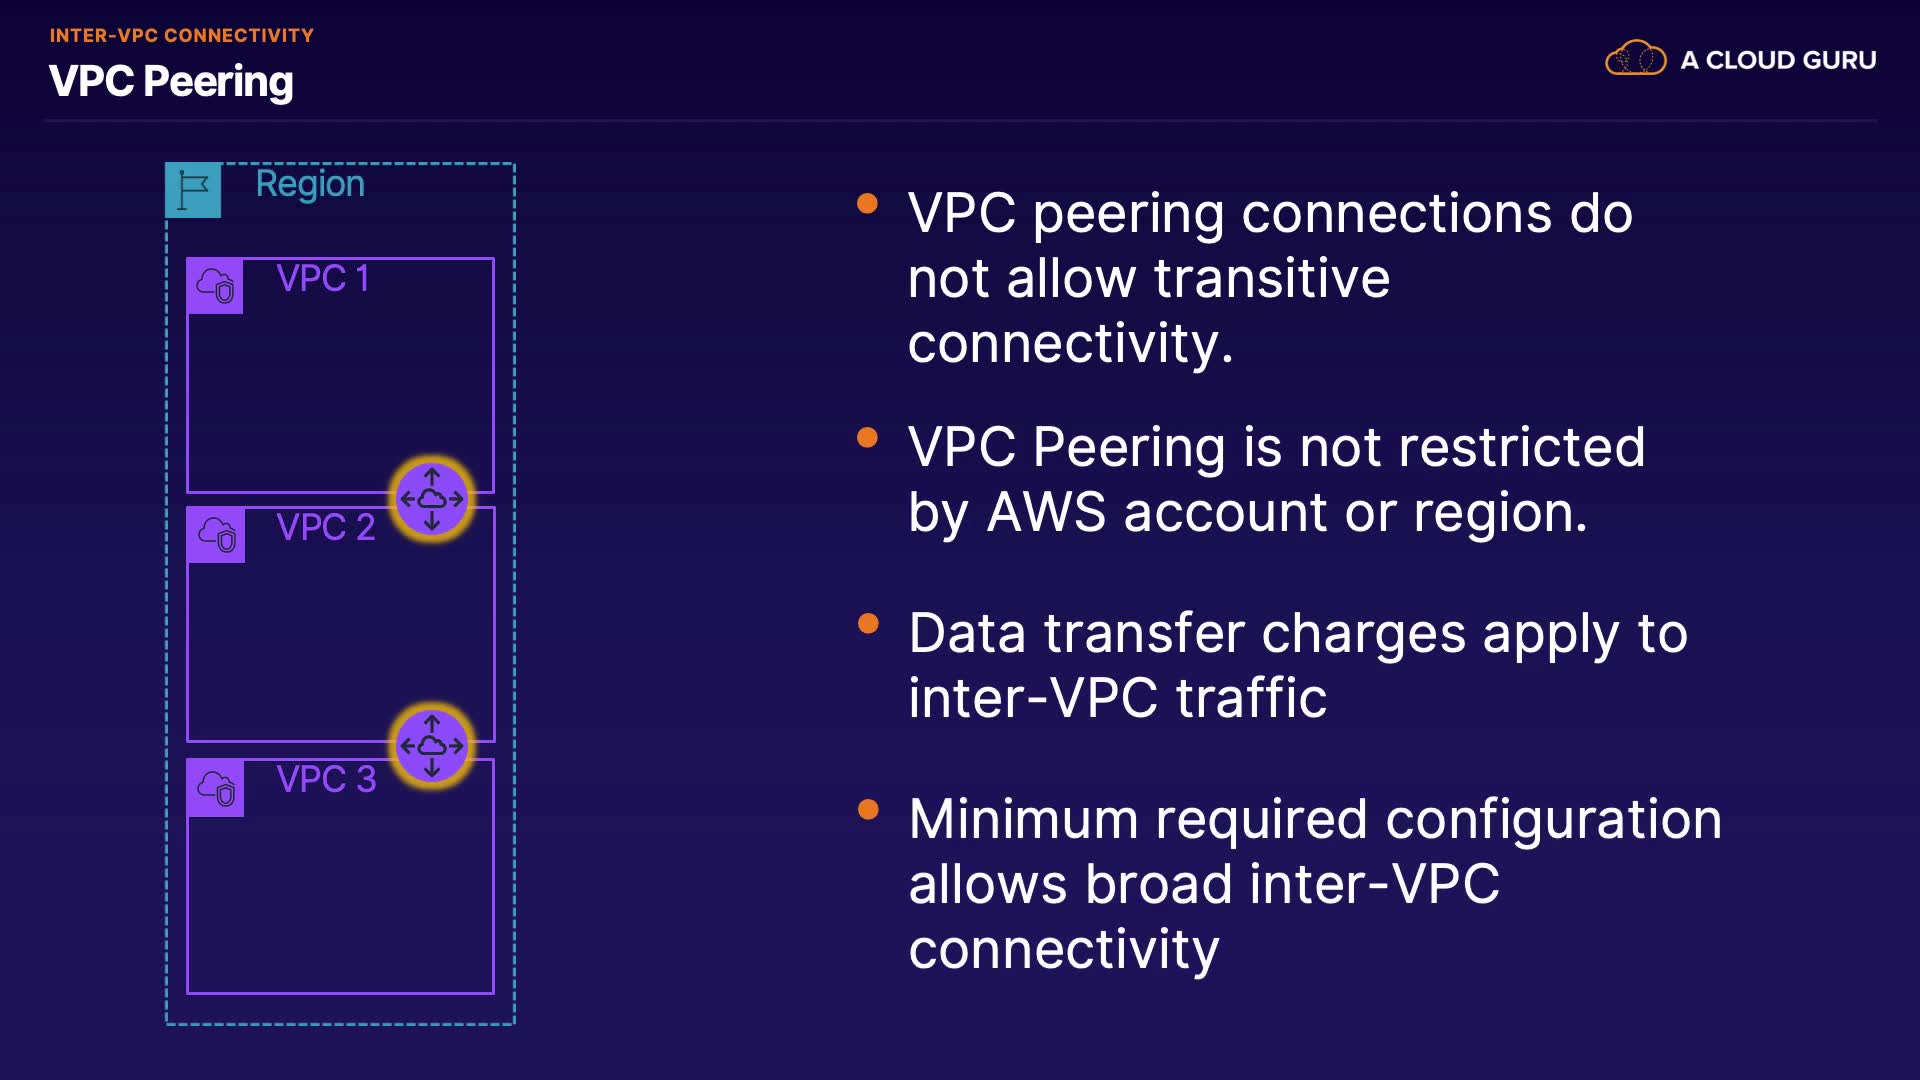 INTER-VPC CONNECTIVITY
VPC Peering
A CLOUD GURU
Region
VPC 1
VPC 2
VPC 3
VPC peering connections do
not allow transitive
connectivity.
VPC Peering is not restricted
by AWS account or region.
Data transfer charges apply to
inter-VPC traffic
Minimum required configuration
allows broad inter-VPC
connectivity